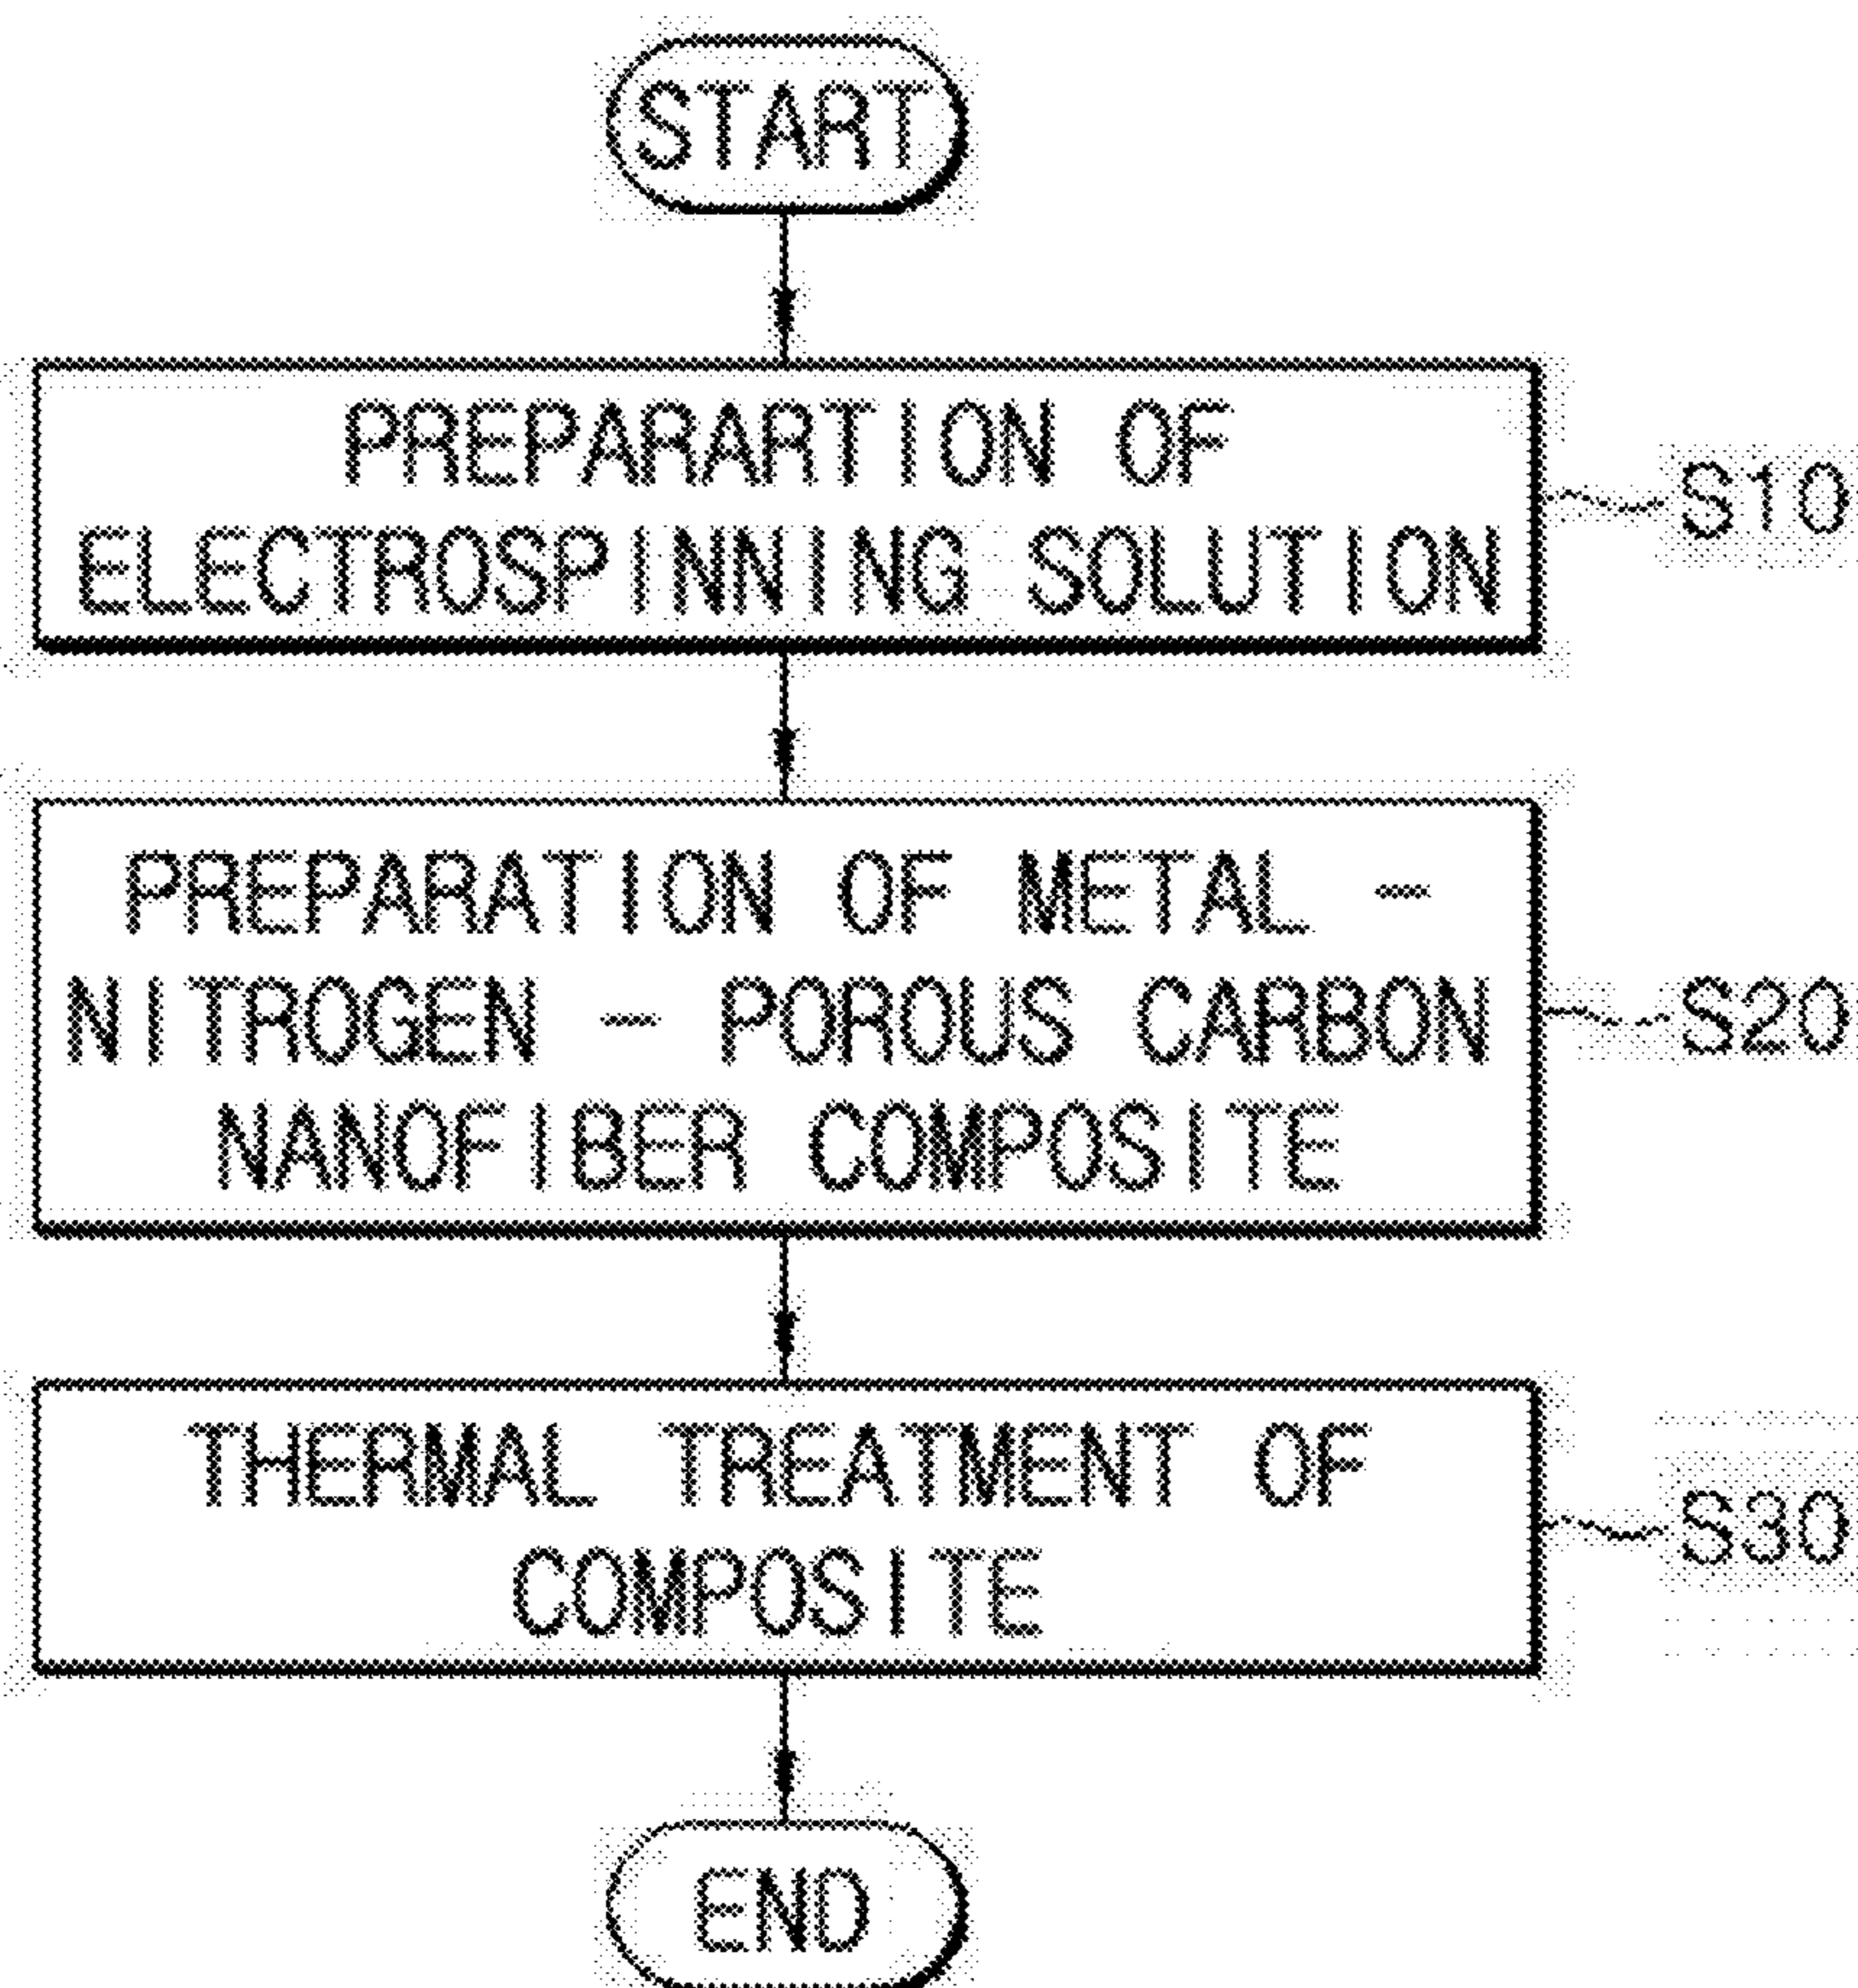 START
PREPARARTION OF
ELECTROSPINNING SOLUTION
S10
PREPARATION OF METAL -
NITROGEN - POROUS CARBON
NANOFIBER COMPOSITE
S20
THERMAL TREATMENT OF
COMPOSITE
S30
END